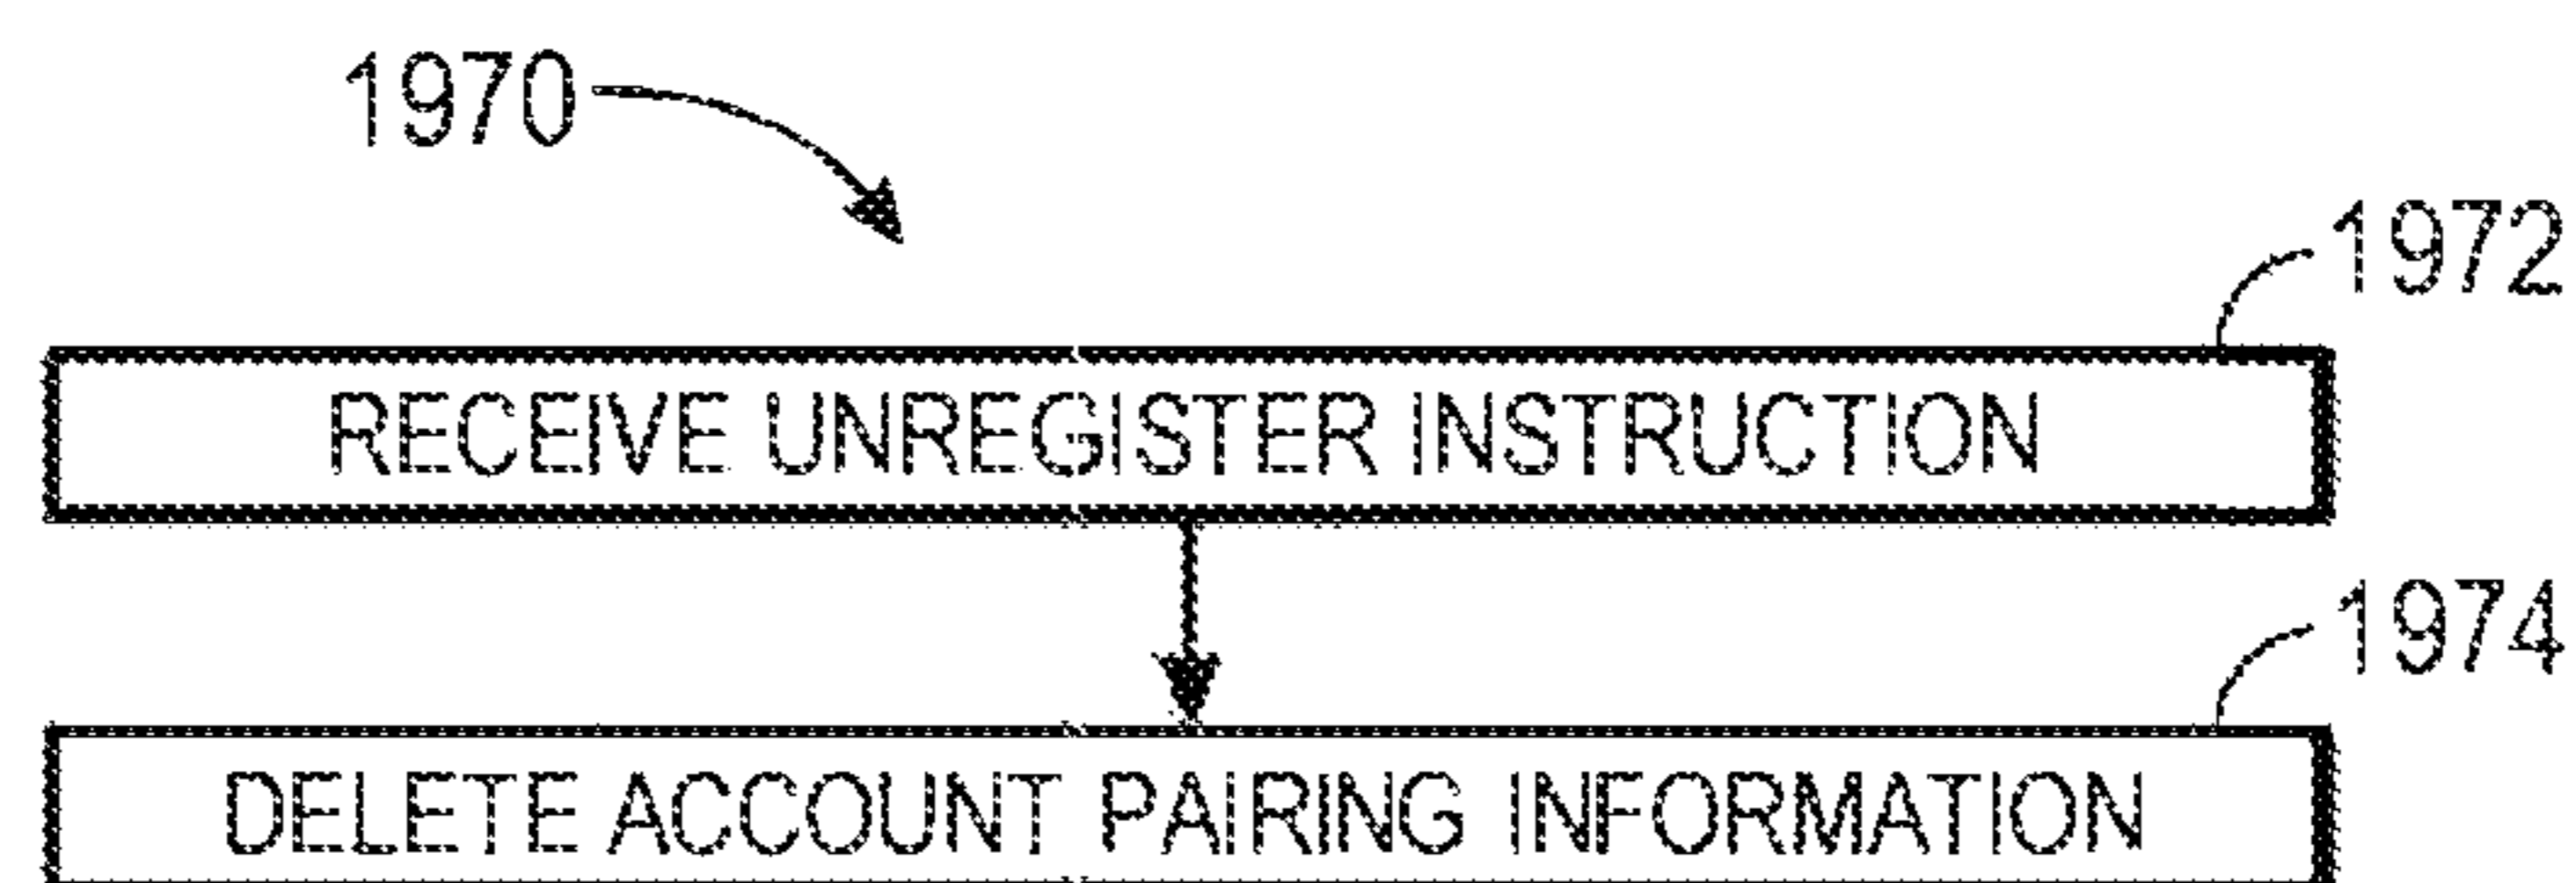 1970
1972
RECEIVE UNREGISTER INSTRUCTION
1974
DELETE ACCOUNT PAIRING INFORMATION